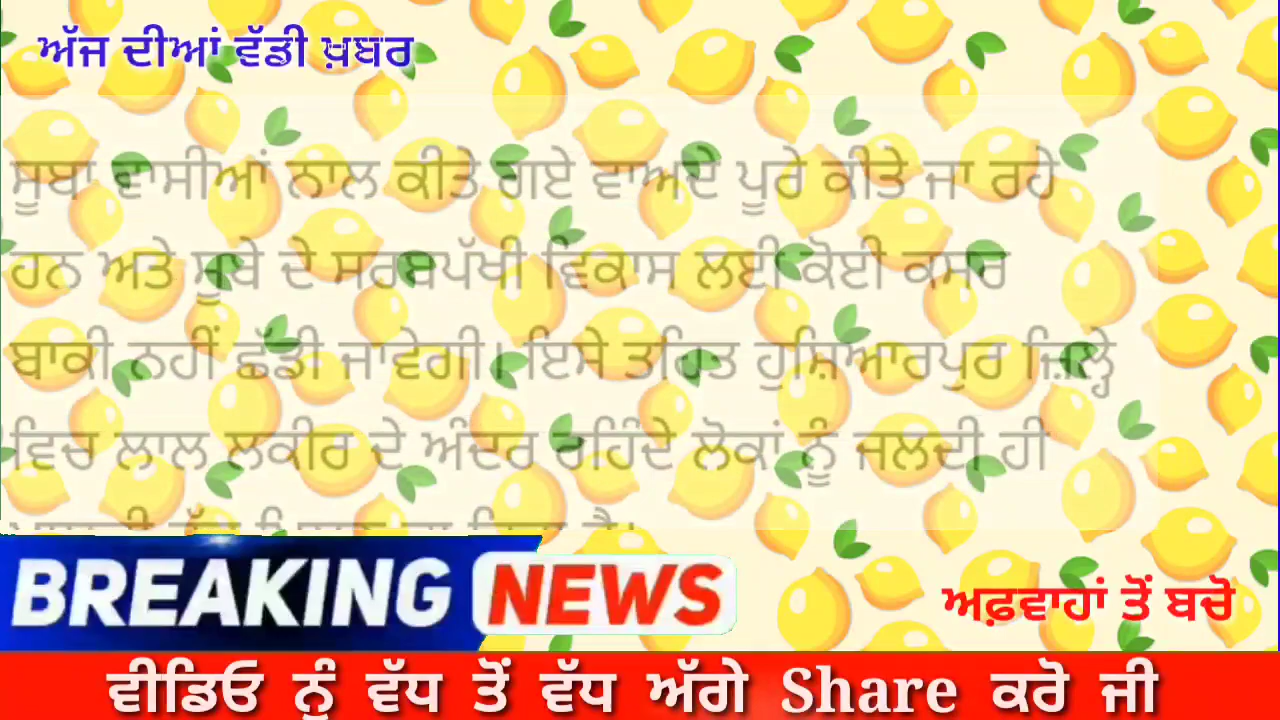 ਅੱਜ ਦੀਆਂ ਵੱਡੀ ਖ਼ਬਰ
ਸੂਬਾ ਵਾਸੀਆਂ ਨਾਲ ਕੀਤੇ ਗਏ ਵਾਅਦੇ ਪੂਰੇ ਕੀਤੇ ਜਾ ਰਹੇ
ਹਨ ਅਤੇ ਸੂਬੇ ਦੇ ਸਰਬਪੱਖੀ ਵਿਕਾਸ ਲਈ ਕੋਈ ਕਸਰ
ਬਾਕੀ ਨਹੀਂ ਛੱਡੀ ਜਾਵੇਗੀ। ਇਸੇ ਤਹਿਤ ਹੁਸ਼ਿਆਰਪੁਰ ਜ਼ਿਲ੍ਹੇ
ਵਿਚ ਲਾਲ ਲਕੀਰ ਦੇ ਅੰਦਰ ਰਹਿੰਦੇ ਲੋਕਾਂ ਨੂੰ ਜਲਦੀ ਹੀ
BREAKING NEWS
ਅਫ਼ਵਾਹਾਂ ਤੋਂ ਬਚੋ
ਵੀਡਿਓ ਨੂੰ ਵੱਧ ਤੋਂ ਵੱਧ ਅੱਗੇ Share ਕਰੋ ਜੀ